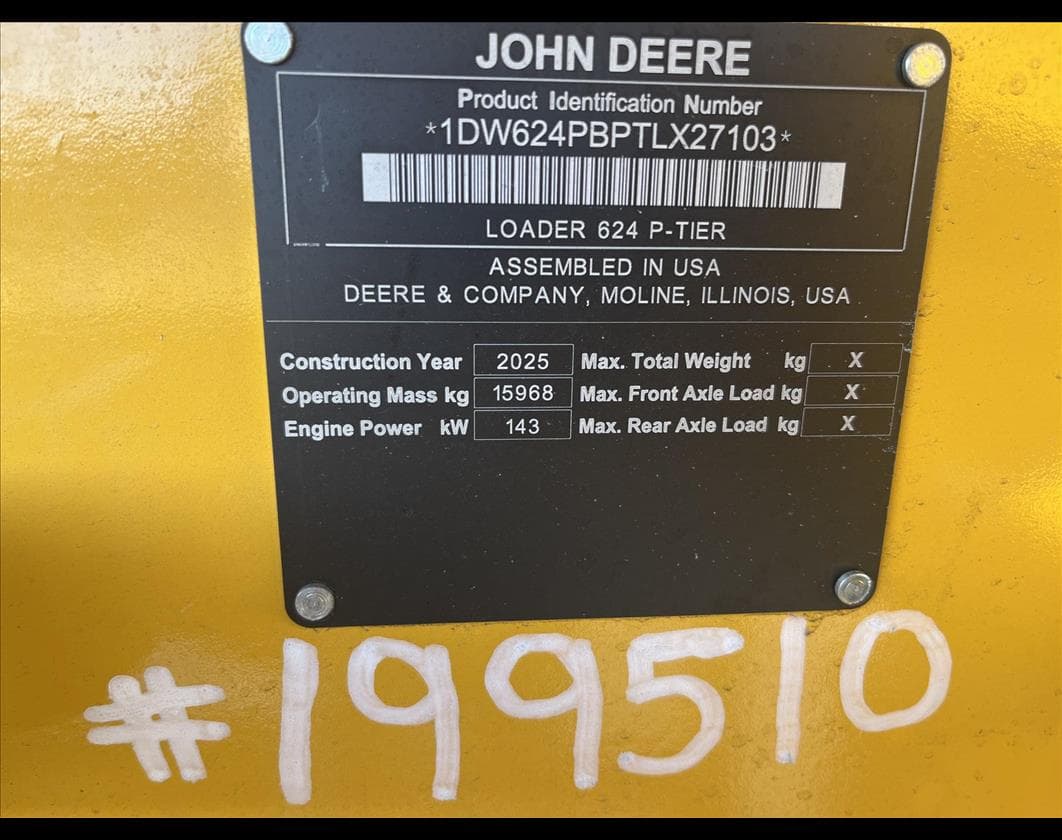 JOHN DEERE
Product Identification Number
*1DW624PBPTLX27103*
LOADER 624 P-TIER
ASSEMBLED IN USA
DEERE & COMPANY, MOLINE, ILLINOIS, USA
Construction Year 2025 Max. Total Weight kg X
Operating Mass kg 15968 Max. Front Axle Load kg X
Engine Power kW 143 Max. Rear Axle Load kg X
#199510